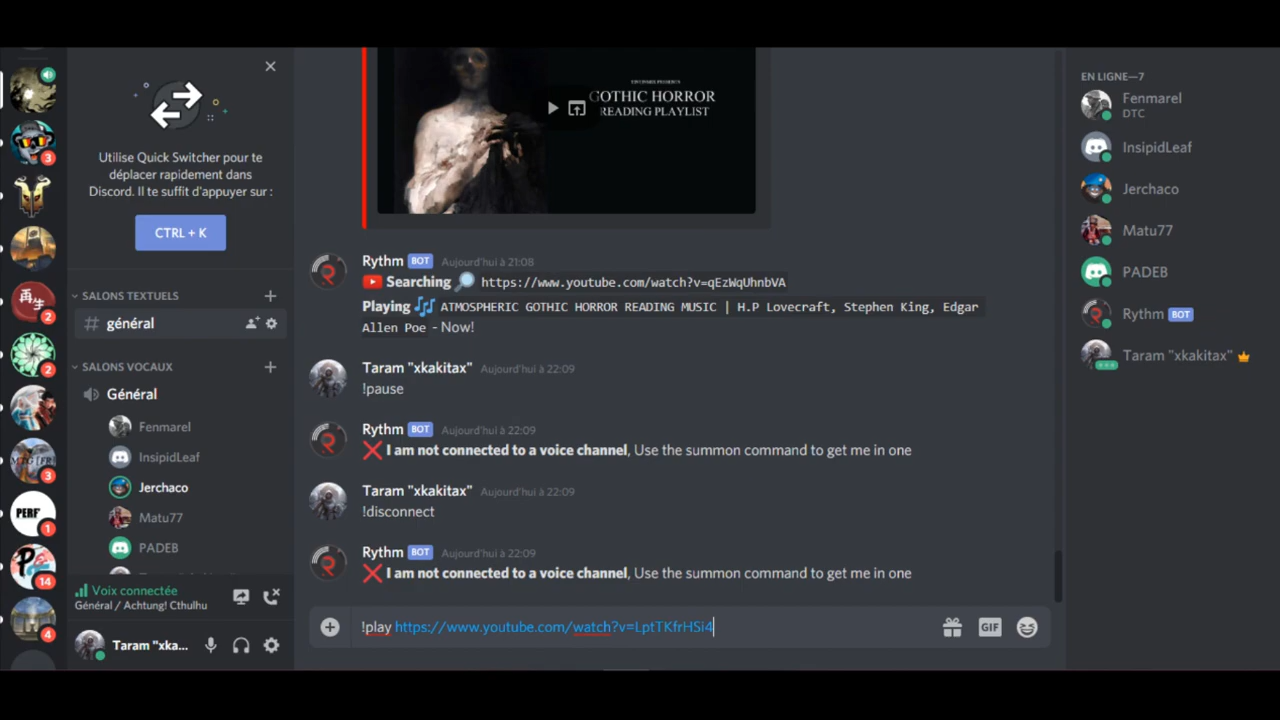 Utilise Quick Switcher pour te
déplacer rapidement dans
Discord. Il te suffit d'appuyer sur :
CTRL + K
SALONS TEXTUELS
# général
SALONS VOCAUX
Général
Fenmarel
InsipidLeaf
Jerchaco
Matu77
PADEB
Voix connectée
Général / Achtung! Cthulhu
Taram "xka...
3
2
2
3
PERF
1
14
4
GOTHIC HORROR
READING PLAYLIST
Rythm BOT Aujourd'hui à 21:08
Searching https://www.youtube.com/watch?v=qEzWqUhnbVA
Playing ATMOSPHERIC GOTHIC HORROR READING MUSIC | H.P Lovecraft, Stephen King, Edgar
Allen Poe - Now!
Taram "xkakitax" Aujourd'hui à 22:09
!pause
Rythm BOT Aujourd'hui à 22:09
I am not connected to a voice channel, Use the summon command to get me in one
Taram "xkakitax" Aujourd'hui à 22:09
!disconnect
Rythm BOT Aujourd'hui à 22:09
I am not connected to a voice channel, Use the summon command to get me in one
!play https://www.youtube.com/watch?v=LptTKfrHSi4
GIF
EN LIGNE—7
Fenmarel
DTC
InsipidLeaf
Jerchaco
Matu77
PADEB
Rythm BOT
Taram "xkakitax"